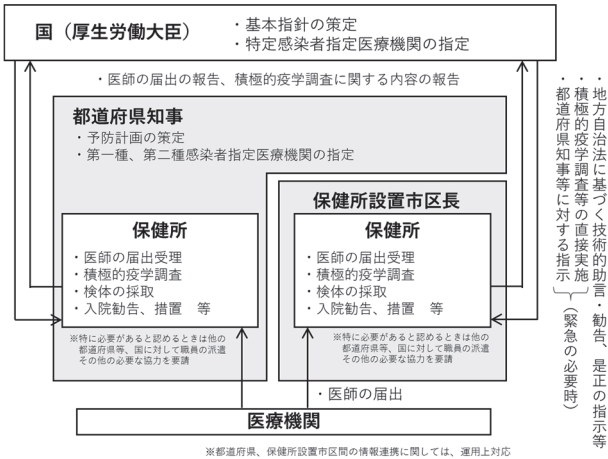 国（厚生労働大臣）
・基本指針の策定
・特定感染者指定医療機関の指定
・医師の届出の報告、積極的疫学調査に関する内容の報告
都道府県知事
・予防計画の策定
・第一種、第二種感染者指定医療機関の指定
保健所設置市区長
保健所
・医師の届出受理
・積極的疫学調査
・検体の採取
・入院勧告、措置　等
※特に必要があると認めるときは他の
都道府県等、国に対して職員の派遣
その他の必要な協力を要請
保健所
・医師の届出受理
・積極的疫学調査
・検体の採取
・入院勧告、措置　等
※特に必要があると認めるときは他の
都道府県等、国に対して職員の派遣
その他の必要な協力を要請
・地方自治法に基づく技術的助言・勧告、是正の指示等
・積極的疫学調査等の直接実施
・都道府県知事等に対する指示
（緊急の必要時）
・医師の届出
医療機関
※都道府県、保健所設置市区間の情報連携に関しては、運用上対応